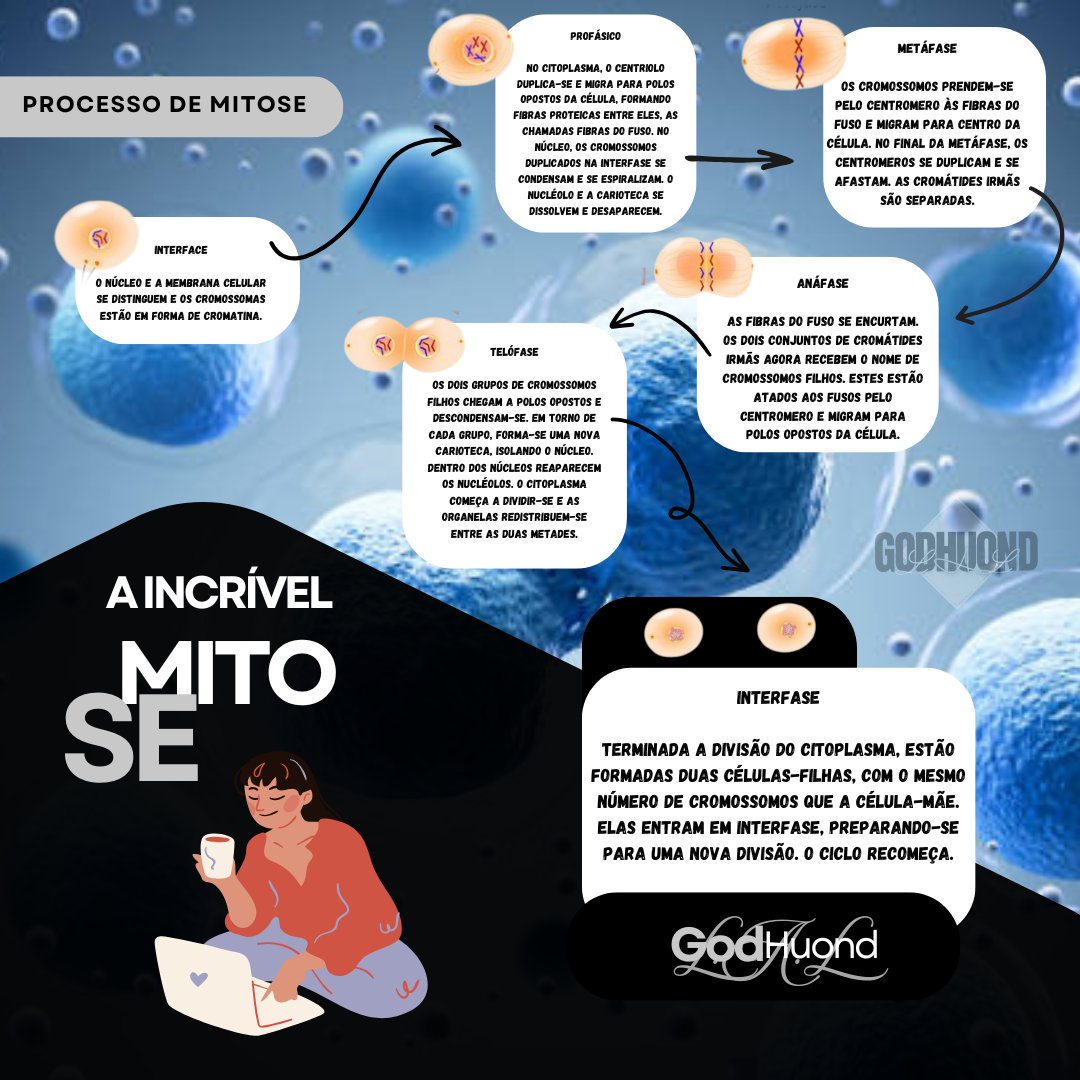 PROCESSO DE MITOSE
INTERFACE
O NÚCLEO E A MEMBRANA CELULAR
SE DISTINGUEM E OS CROMOSSOMAS
ESTÃO EM FORMA DE CROMATINA.
PROFÁSICO
NO CITOPLASMA, O CENTRIOLO
DUPLICA-SE E MIGRA PARA POLOS
OPOSTOS DA CÉLULA, FORMANDO
FIBRAS PROTEICAS ENTRE ELES, AS
CHAMADAS FIBRAS DO FUSO. NO
NÚCLEO, OS CROMOSSOMOS
DUPLICADOS NA INTERFASE SE
CONDENSAM E SE ESPIRALIZAM. O
NUCLÉOLO E A CARIOTECA SE
DISSOLVEM E DESAPARECEM.
METÁFASE
OS CROMOSSOMOS PRENDEM-SE
PELO CENTROMERO ÀS FIBRAS DO
FUSO E MIGRAM PARA CENTRO DA
CÉLULA. NO FINAL DA METÁFASE, OS
CENTROMEROS SE DUPLICAM E SE
AFASTAM. AS CROMÁTIDES IRMÃS
SÃO SEPARADAS.
ANÁFASE
AS FIBRAS DO FUSO SE ENCURTAM.
OS DOIS CONJUNTOS DE CROMÁTIDES
IRMÃS AGORA RECEBEM O NOME DE
CROMOSSOMOS FILHOS. ESTES ESTÃO
ATADOS AOS FUSOS PELO
CENTROMERO E MIGRAM PARA
POLOS OPOSTOS DA CÉLULA.
TELÓFASE
OS DOIS GRUPOS DE CROMOSSOMOS
FILHOS CHEGAM A POLOS OPOSTOS E
DESCONDENSAM-SE. EM TORNO DE
CADA GRUPO, FORMA-SE UMA NOVA
CARIOTECA, ISOLANDO O NÚCLEO.
DENTRO DOS NÚCLEOS REAPARECEM
OS NUCLÉOLOS. O CITOPLASMA
COMEÇA A DIVIDIR-SE E AS
ORGANELAS REDISTRIBUEM-SE
ENTRE AS DUAS METADES.
GODHUOND
A INCRÍVEL
MITO
SE
INTERFASE
TERMINADA A DIVISÃO DO CITOPLASMA, ESTÃO
FORMADAS DUAS CÉLULAS-FILHAS, COM O MESMO
NÚMERO DE CROMOSSOMOS QUE A CÉLULA-MÃE.
ELAS ENTRAM EM INTERFASE, PREPARANDO-SE
PARA UMA NOVA DIVISÃO. O CICLO RECOMEÇA.
GodHuond
L.A.L